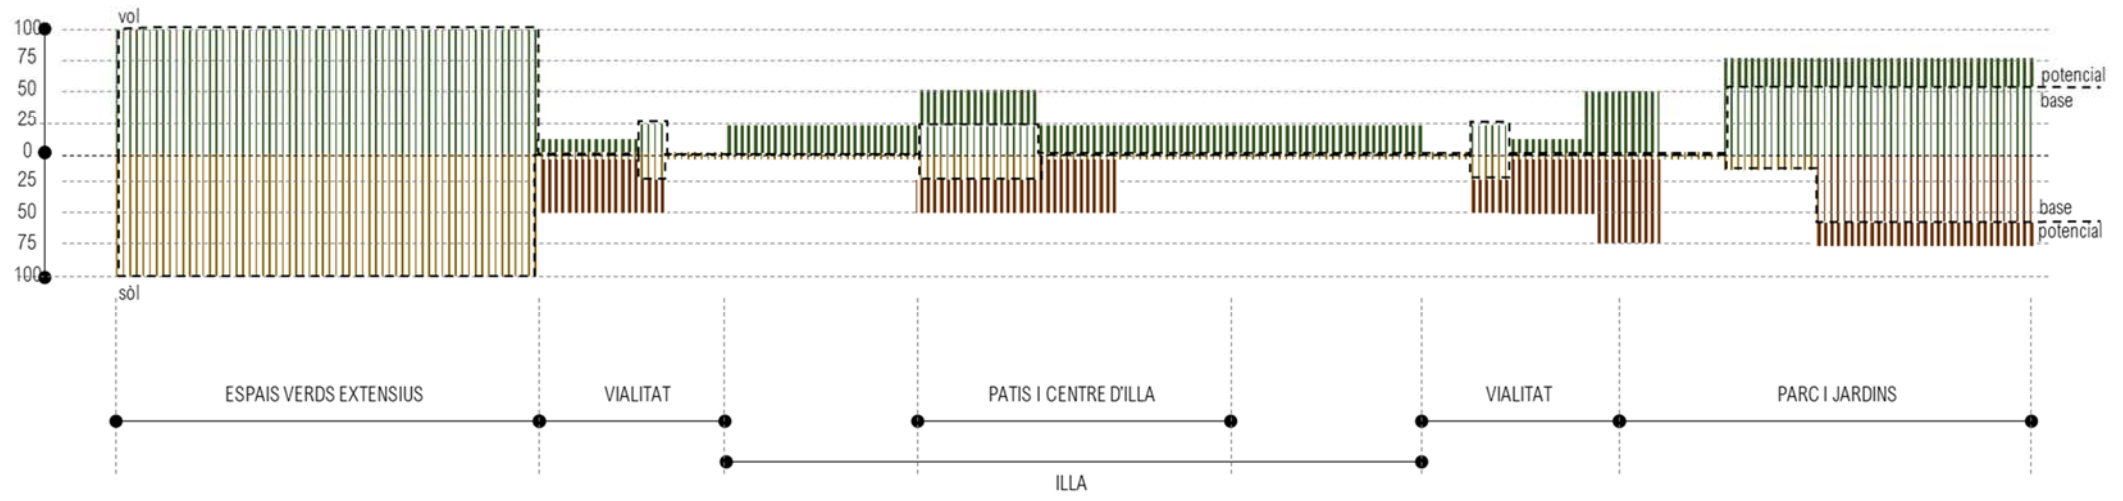 vol
100
75
50
25
0
25
50
75
100
sòl
potencial
base
base
potencial
ESPAIS VERDS EXTENSIUS
VIALITAT
PATIS I CENTRE D'ILLA
VIALITAT
PARC I JARDINS
ILLA